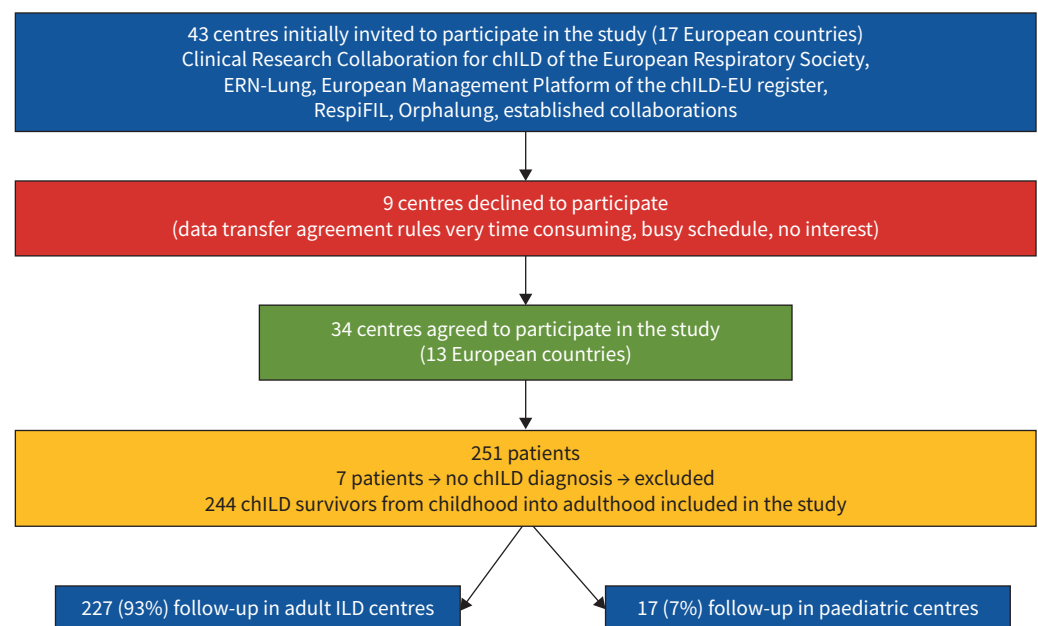 43 centres initially invited to participate in the study (17 European countries)
Clinical Research Collaboration for chILD of the European Respiratory Society,
ERN-Lung, European Management Platform of the chILD-EU register,
RespiFIL, Orphalung, established collaborations
9 centres declined to participate
(data transfer agreement rules very time consuming, busy schedule, no interest)
34 centres agreed to participate in the study
(13 European countries)
251 patients
7 patients → no chILD diagnosis → excluded
244 chILD survivors from childhood into adulthood included in the study
227 (93%) follow-up in adult ILD centres
17 (7%) follow-up in paediatric centres